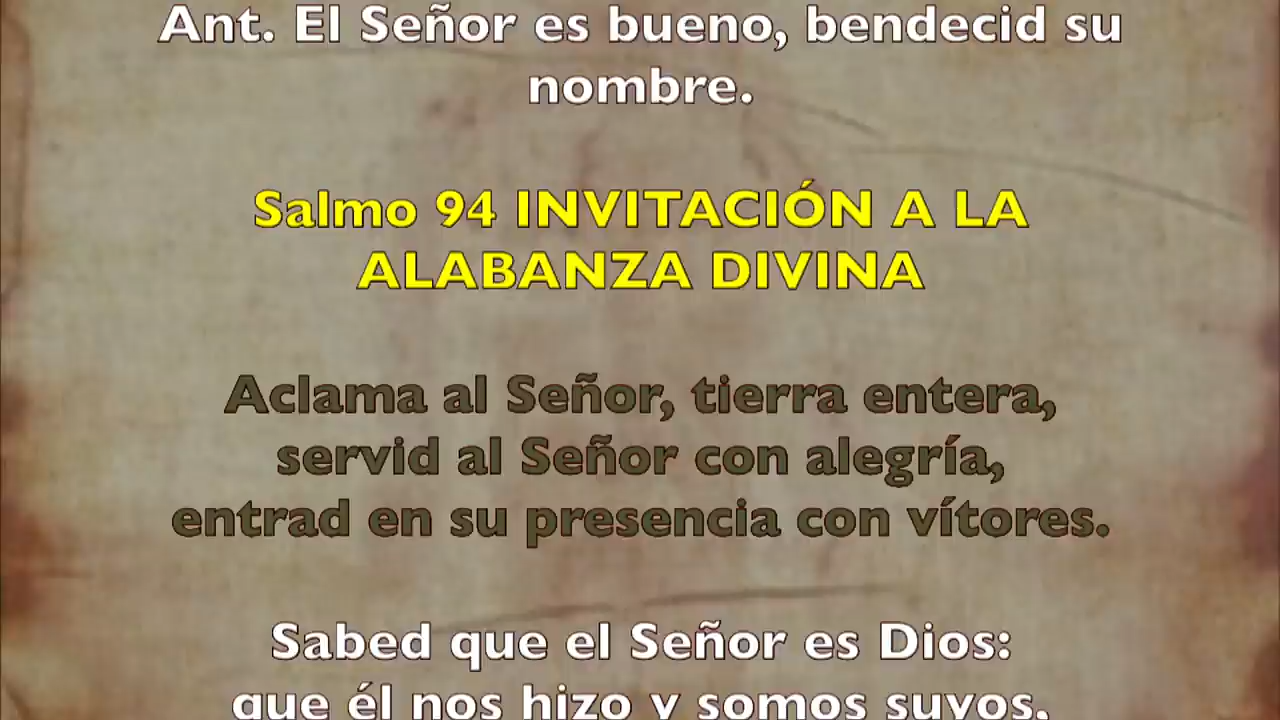 Ant. El Señor es bueno, bendecid su
nombre.
Salmo 94 INVITACIÓN A LA
ALABANZA DIVINA
Aclama al Señor, tierra entera,
servid al Señor con alegría,
entrad en su presencia con vítores.
Sabed que el Señor es Dios:
que él nos hizo y somos suyos,